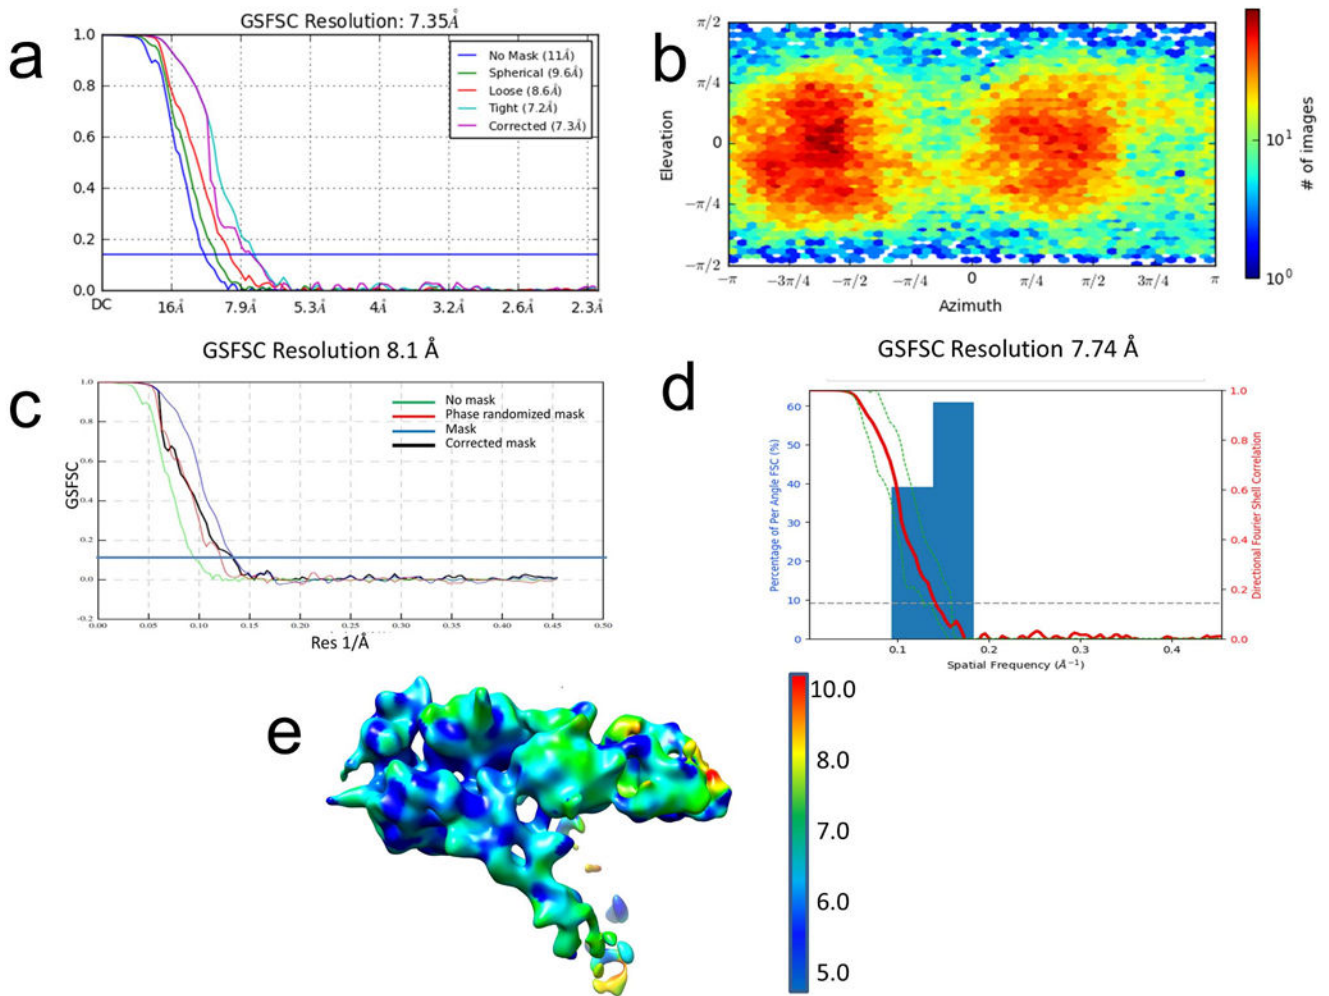 a
GSFSC Resolution: 7.35Å
No Mask (11Å)
Spherical (9.6Å)
Loose (8.6Å)
Tight (7.2Å)
Corrected (7.3Å)
1.0
0.8
0.6
0.4
0.2
0.0
DC
16Å
7.9Å
5.3Å
4Å
3.2Å
2.6Å
2.3Å
b
Elevation
π/2
π/4
0
−π/4
−π/2
−π
−3π/4
−π/2
−π/4
0
π/4
π/2
3π/4
π
Azimuth
10¹
10⁰
# of images
GSFSC Resolution 8.1 Å
c
No mask
Phase randomized mask
Mask
Corrected mask
GSFSC
1.0
0.8
0.6
0.4
0.2
0.0
-0.2
0.00
0.05
0.10
0.15
0.20
0.25
0.30
0.35
0.40
0.45
0.50
Res 1/Å
GSFSC Resolution 7.74 Å
d
Percentage of Per Angle FSC (%)
60
50
40
30
20
10
0
0.1
0.2
0.3
0.4
Spatial Frequency (Å⁻¹)
1.0
0.8
0.6
0.4
0.2
0.0
Directional Fourier Shell Correlation
e
10.0
8.0
7.0
6.0
5.0